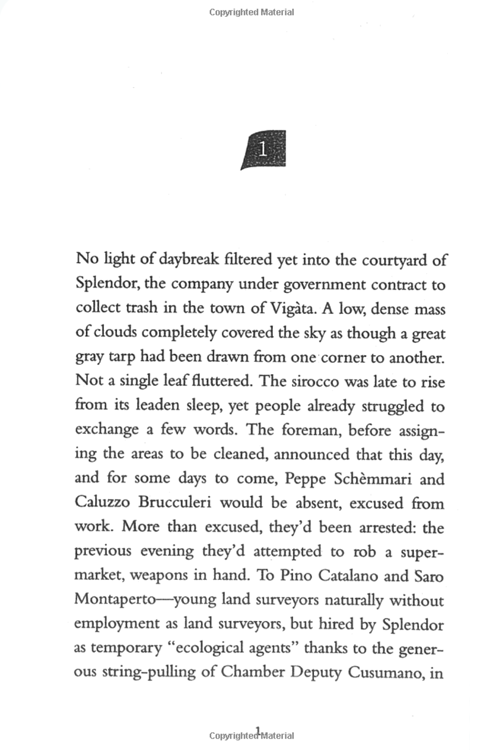 Copyrighted Material
1
No light of daybreak filtered yet into the courtyard of
Splendor, the company under government contract to
collect trash in the town of Vigàta. A low, dense mass
of clouds completely covered the sky as though a great
gray tarp had been drawn from one corner to another.
Not a single leaf fluttered. The sirocco was late to rise
from its leaden sleep, yet people already struggled to
exchange a few words. The foreman, before assign-
ing the areas to be cleaned, announced that this day,
and for some days to come, Peppe Schèmmari and
Caluzzo Brucculeri would be absent, excused from
work. More than excused, they’d been arrested: the
previous evening they’d attempted to rob a super-
market, weapons in hand. To Pino Catalano and Saro
Montaperto—young land surveyors naturally without
employment as land surveyors, but hired by Splendor
as temporary “ecological agents” thanks to the gener-
ous string-pulling of Chamber Deputy Cusumano, in
1
Copyrighted Material